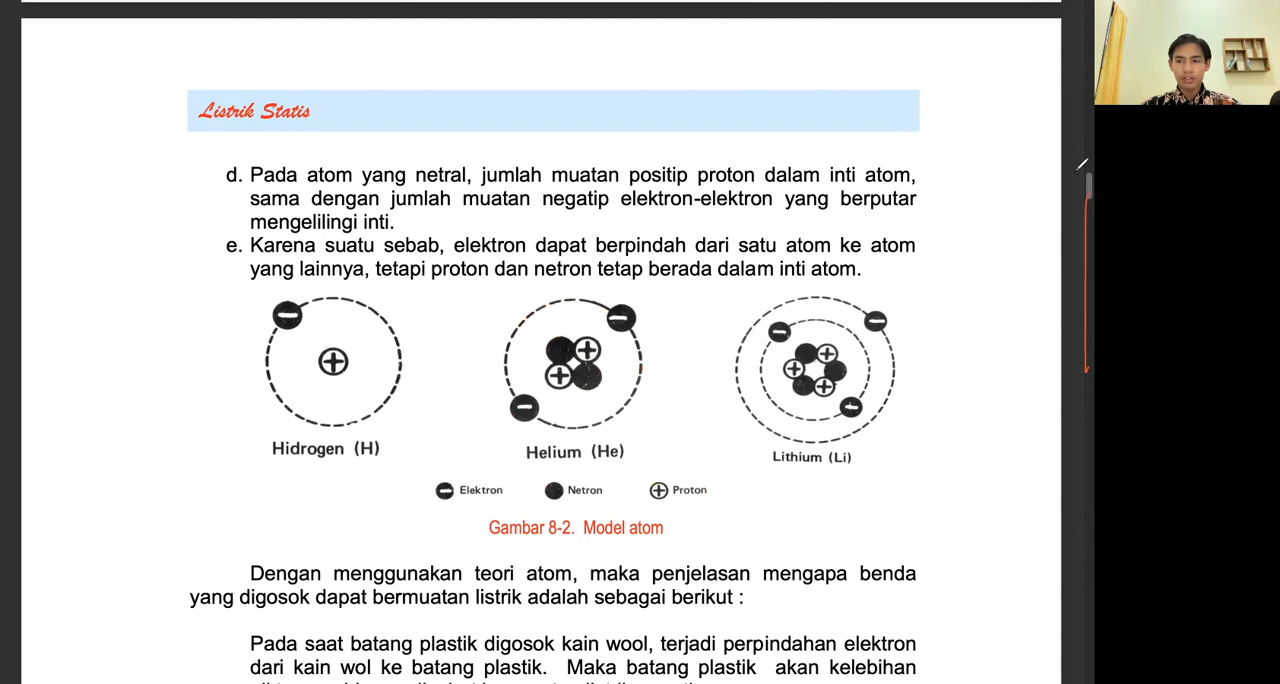 Listrik Statis
d. Pada atom yang netral, jumlah muatan positip proton dalam inti atom,
sama dengan jumlah muatan negatip elektron-elektron yang berputar
mengelilingi inti.
e. Karena suatu sebab, elektron dapat berpindah dari satu atom ke atom
yang lainnya, tetapi proton dan netron tetap berada dalam inti atom.
Hidrogen (H)
Helium (He)
Lithium (Li)
Elektron
Netron
Proton
Gambar 8-2. Model atom
Dengan menggunakan teori atom, maka penjelasan mengapa benda
yang digosok dapat bermuatan listrik adalah sebagai berikut :
Pada saat batang plastik digosok kain wool, terjadi perpindahan elektron
dari kain wol ke batang plastik. Maka batang plastik akan kelebihan